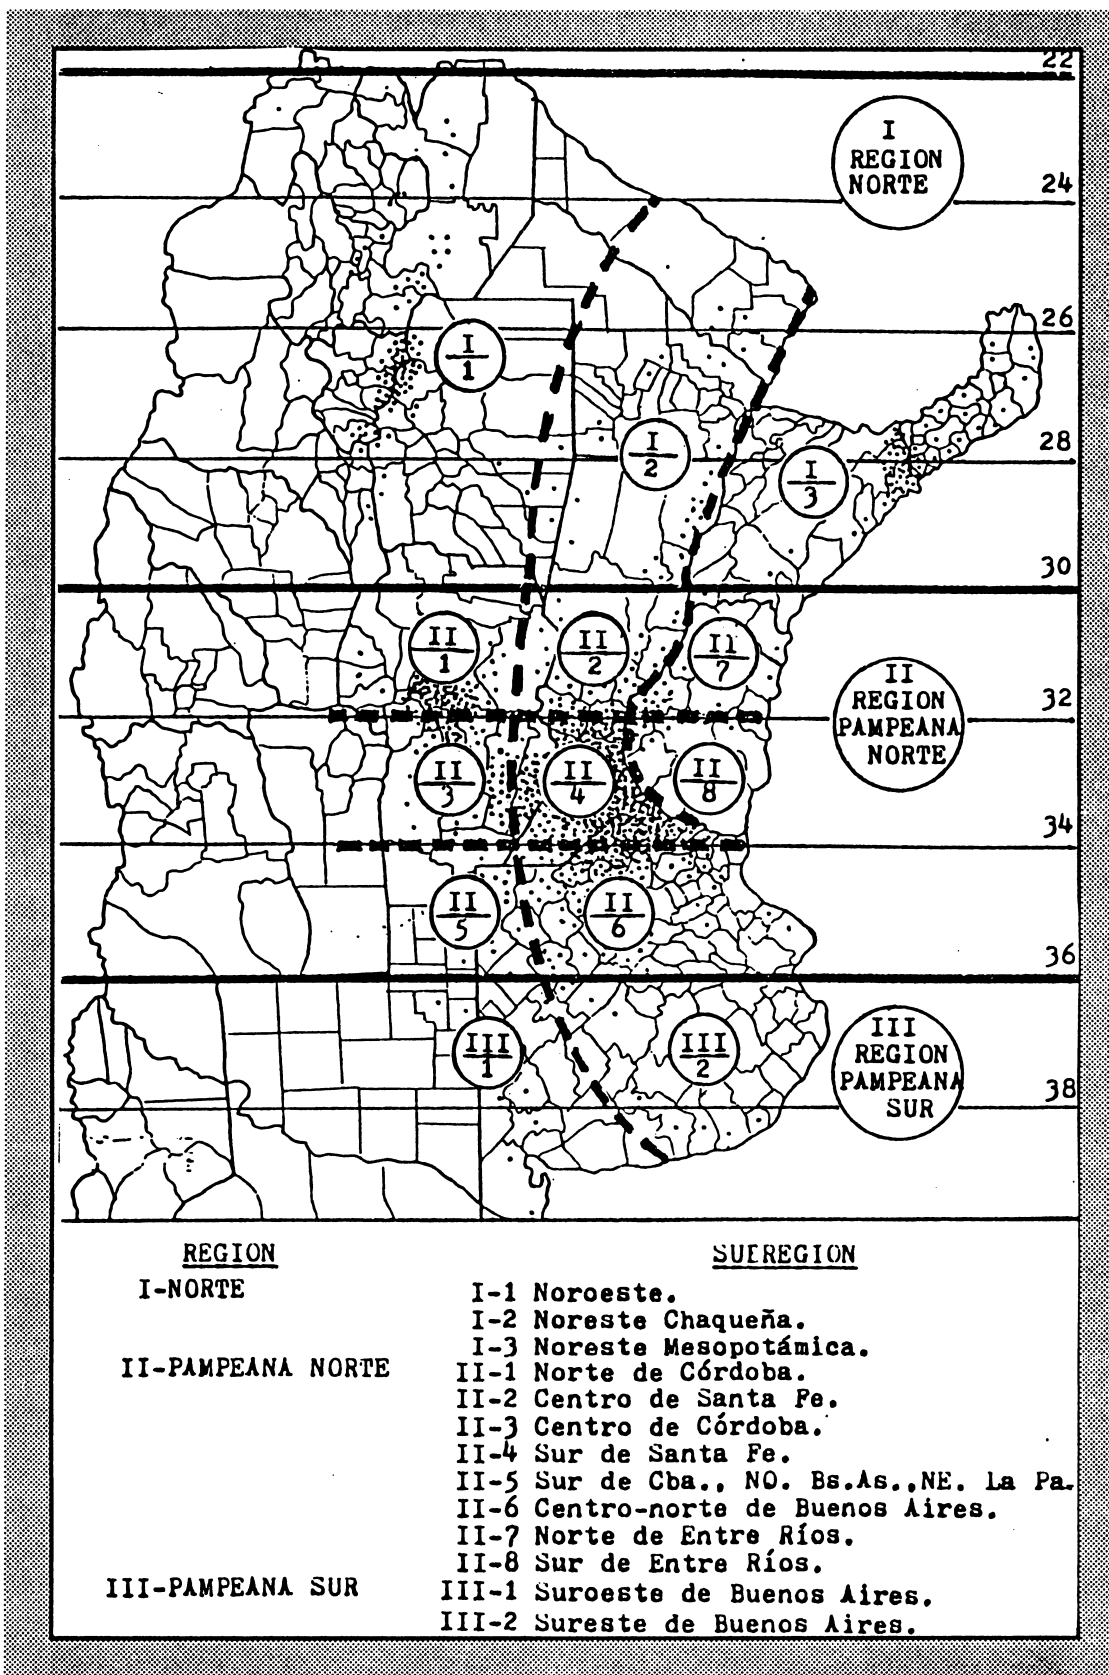 22
I
REGION
NORTE
24
26
I
1
I
2
28
I
3
30
II
1
II
2
II
7
II
REGION
PAMPEANA
NORTE
32
II
3
II
4
II
8
34
II
5
II
6
36
III
1
III
2
III
REGION
PAMPEANA
SUR
38
REGION
SUEREGION
I-NORTE
I-1 Noroeste.
I-2 Noreste Chaqueña.
I-3 Noreste Mesopotámica.
II-PAMPEANA NORTE
II-1 Norte de Córdoba.
II-2 Centro de Santa Fe.
II-3 Centro de Córdoba.
II-4 Sur de Santa Fe.
II-5 Sur de Cba., NO. Bs.As.,NE. La Pa.
II-6 Centro-norte de Buenos Aires.
II-7 Norte de Entre Ríos.
II-8 Sur de Entre Ríos.
III-PAMPEANA SUR
III-1 Suroeste de Buenos Aires.
III-2 Sureste de Buenos Aires.